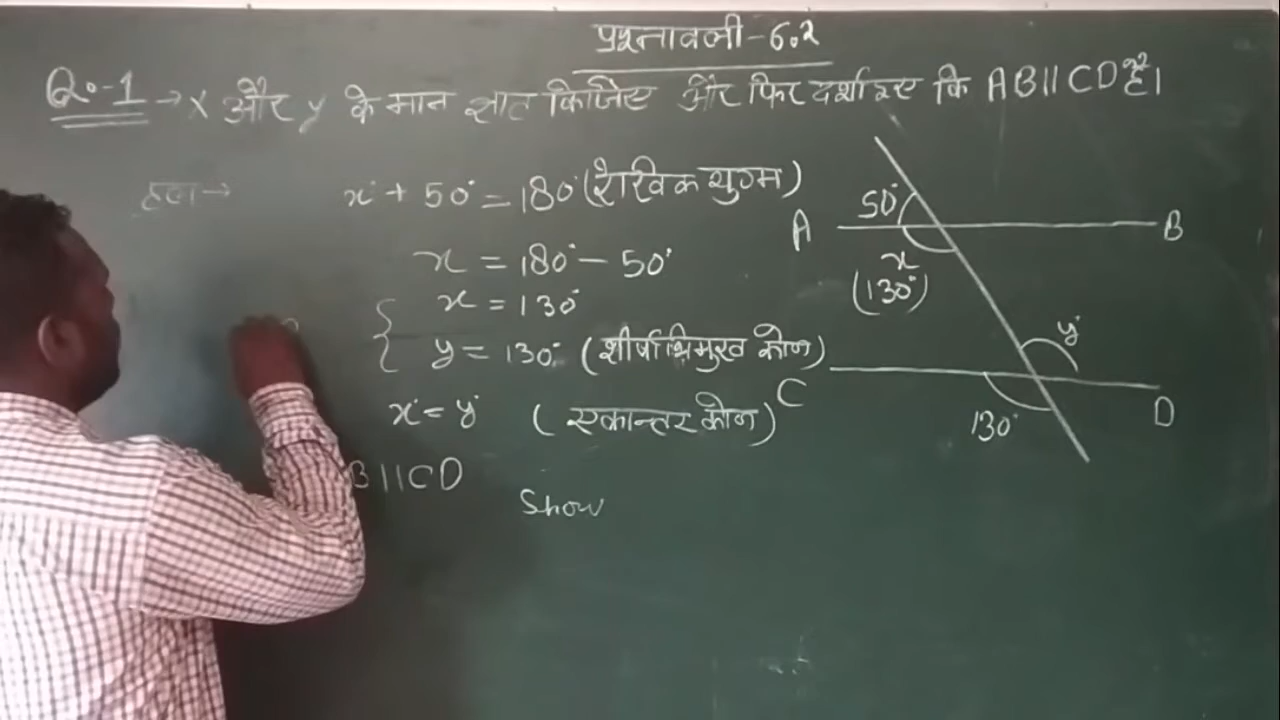 प्रश्नावली-6.2
Q.-1 → x और y के मान ज्ञात किजिए और फिर दर्शाइए कि AB||CD है।
हल →
x° + 50° = 180° (रैखिक युग्म)
x = 180° - 50°
x = 130°
y = 130° (शीर्षाभिमुख कोण)
x° = y° (एकान्तर कोण)
B||CD
Show
50°
A
B
x
(130°)
y°
C
D
130°